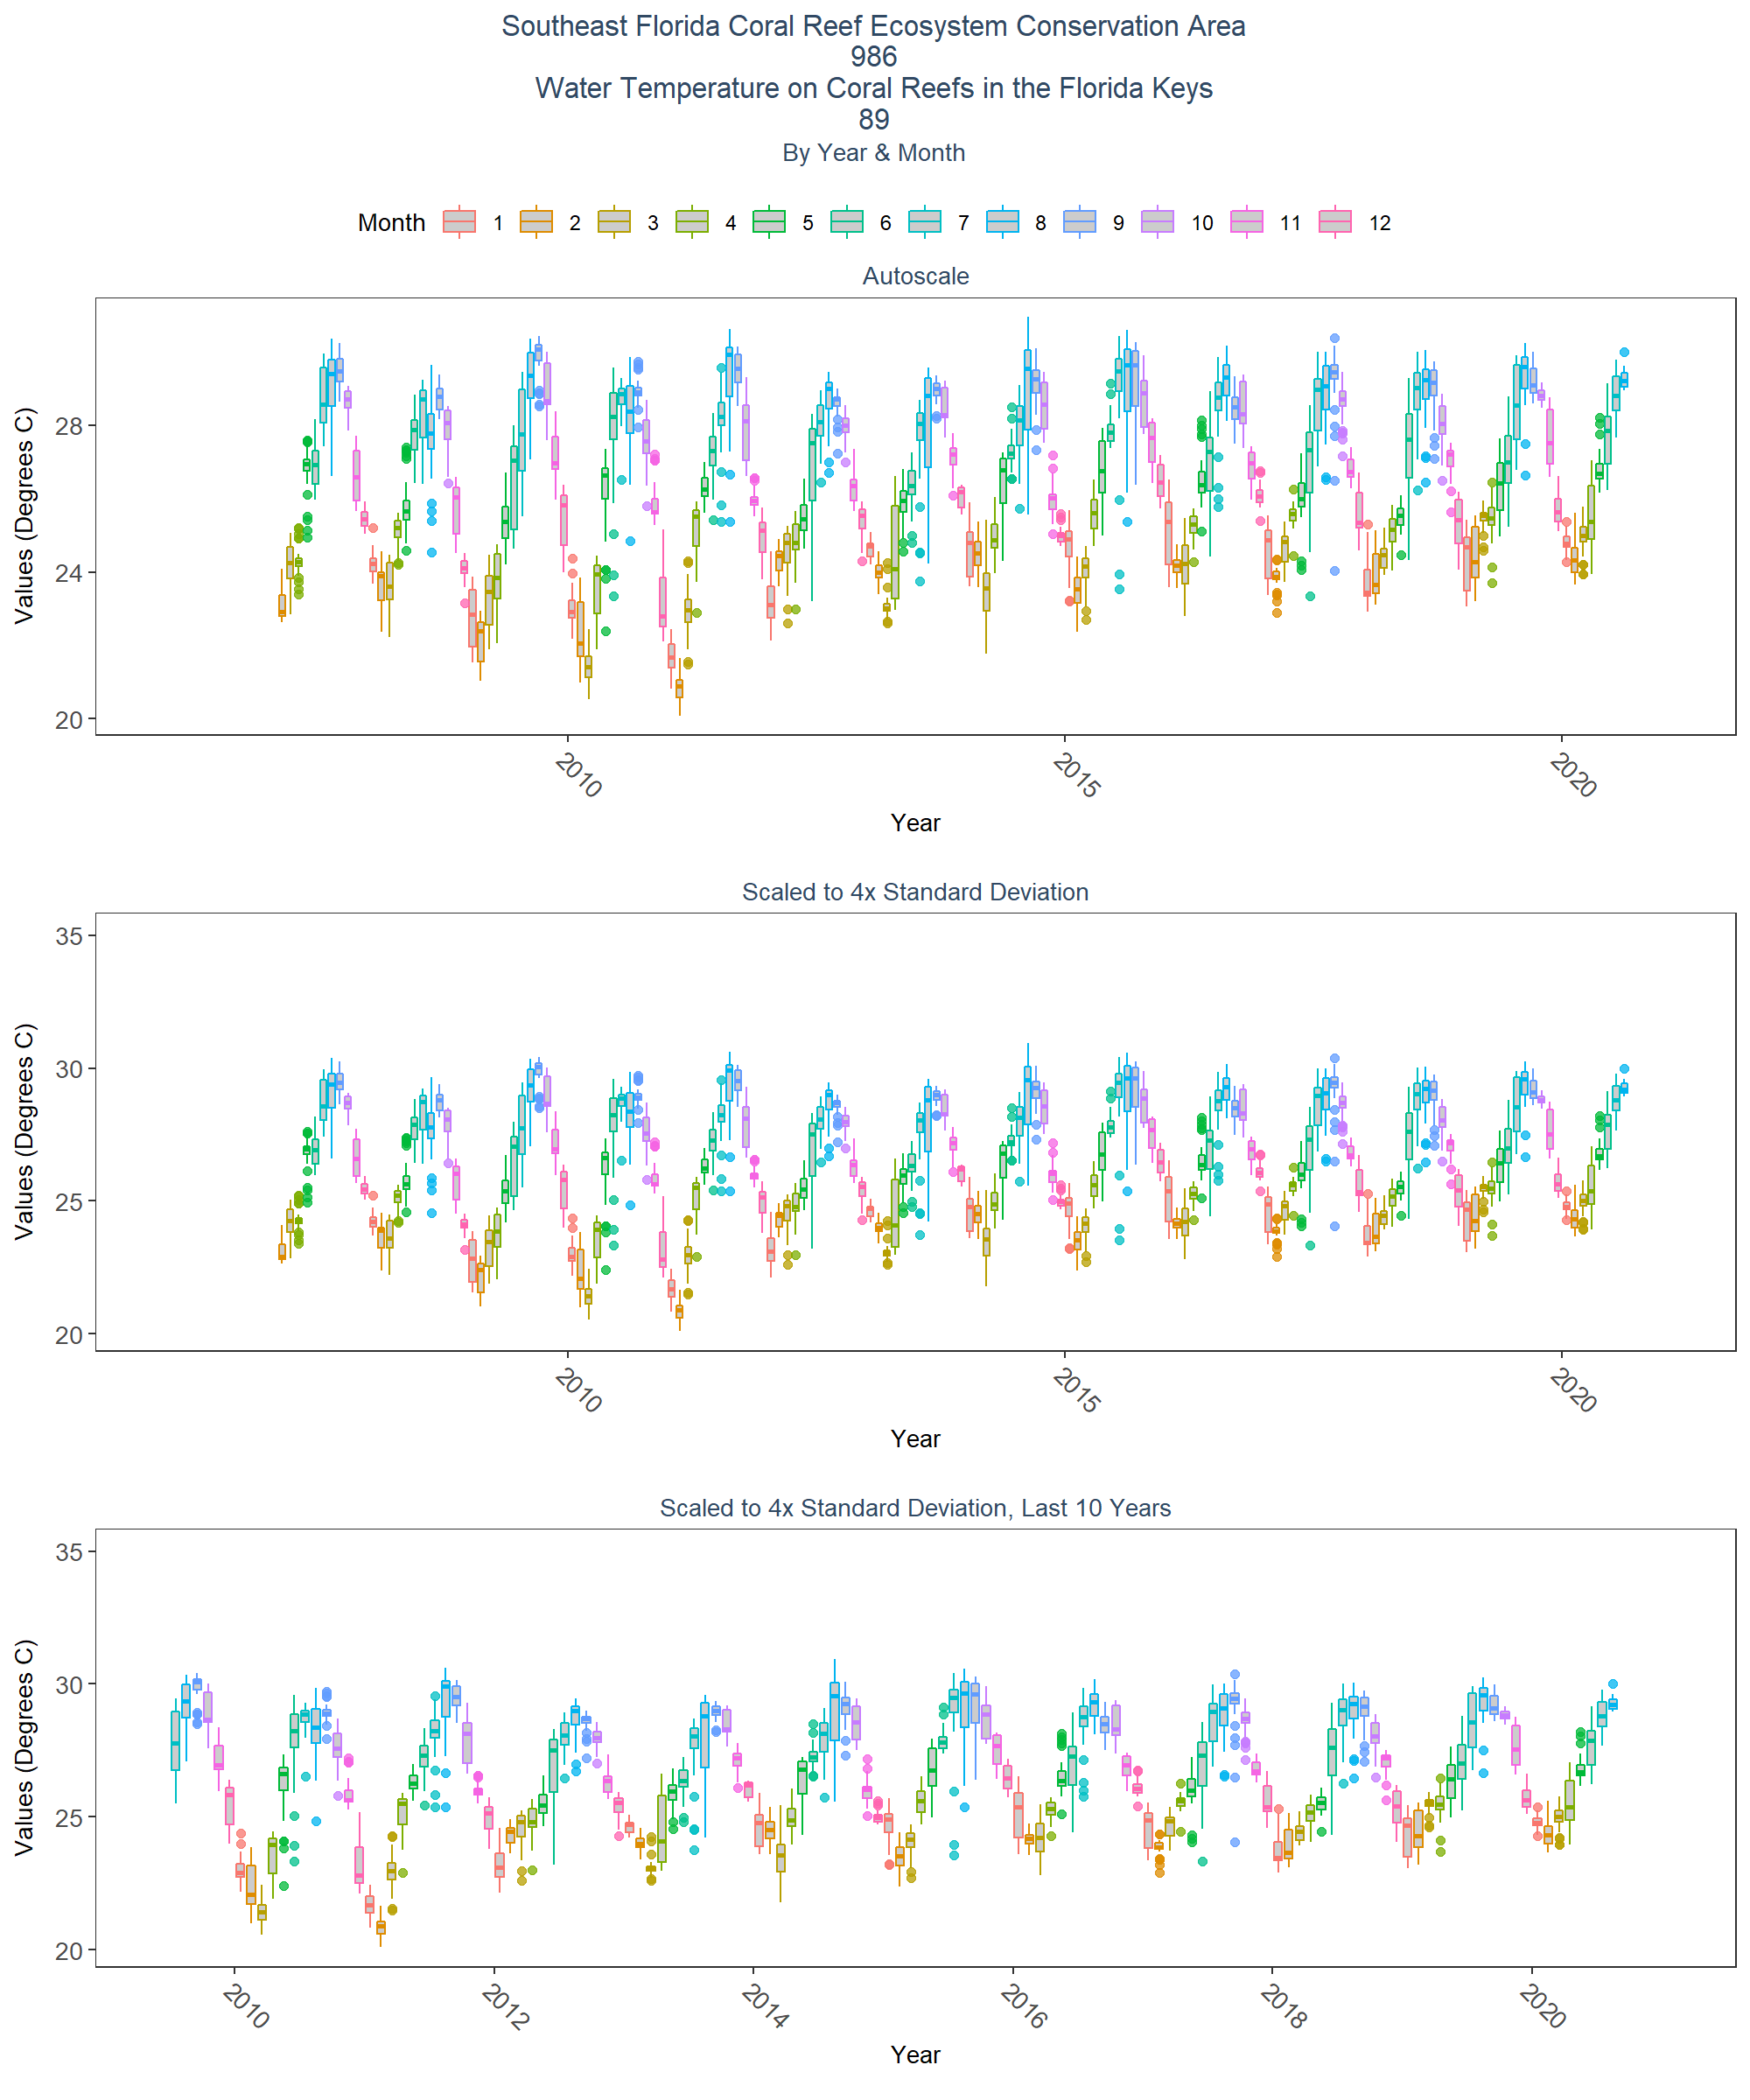 Southeast Florida Coral Reef Ecosystem Conservation Area
986
Water Temperature on Coral Reefs in the Florida Keys
89
By Year & Month
Month 1 2 3 4 5 6 7 8 9 10 11 12
Autoscale
Values (Degrees C)
28
24
20
2010 2015 2020
Year
Scaled to 4x Standard Deviation
Values (Degrees C)
35
30
25
20
2010 2015 2020
Year
Scaled to 4x Standard Deviation, Last 10 Years
Values (Degrees C)
35
30
25
20
2010 2012 2014 2016 2018 2020
Year